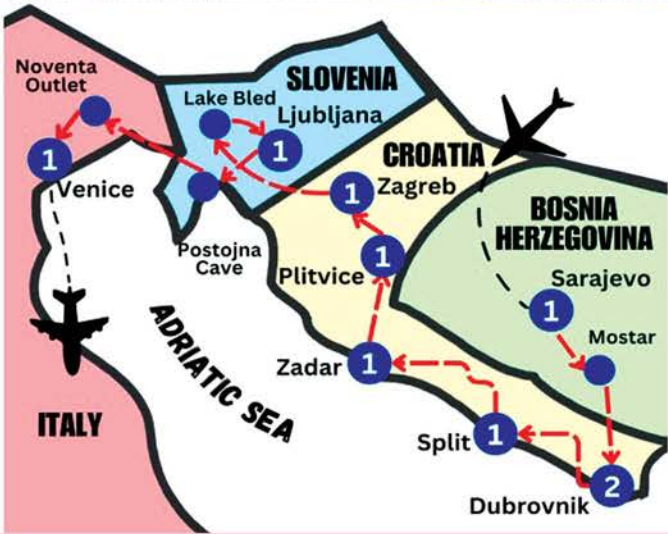 Noventa
Outlet
SLOVENIA
Lake Bled
Ljubljana
1
1
Venice
CROATIA
1
Zagreb
BOSNIA
HERZEGOVINA
Postojna
Cave
Plitvice
1
Sarajevo
1
Mostar
ADRIATIC SEA
Zadar
1
ITALY
Split
1
Dubrovnik
2